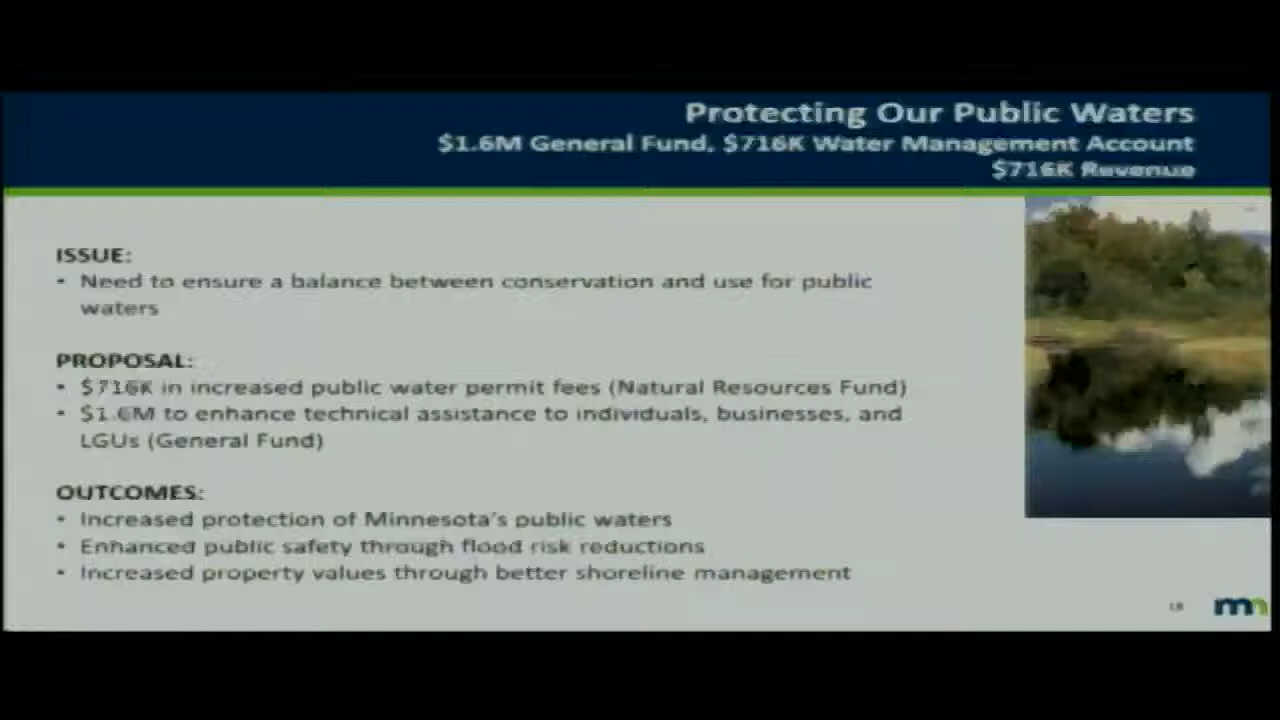 Protecting Our Public Waters
$1.6M General Fund, $716K Water Management Account
$716K Revenue
ISSUE:
• Need to ensure a balance between conservation and use for public
waters
PROPOSAL:
• $716K in increased public water permit fees (Natural Resources Fund)
• $1.6M to enhance technical assistance to individuals, businesses, and
LGUs (General Fund)
OUTCOMES:
• Increased protection of Minnesota's public waters
• Enhanced public safety through flood risk reductions
• Increased property values through better shoreline management
18
mn